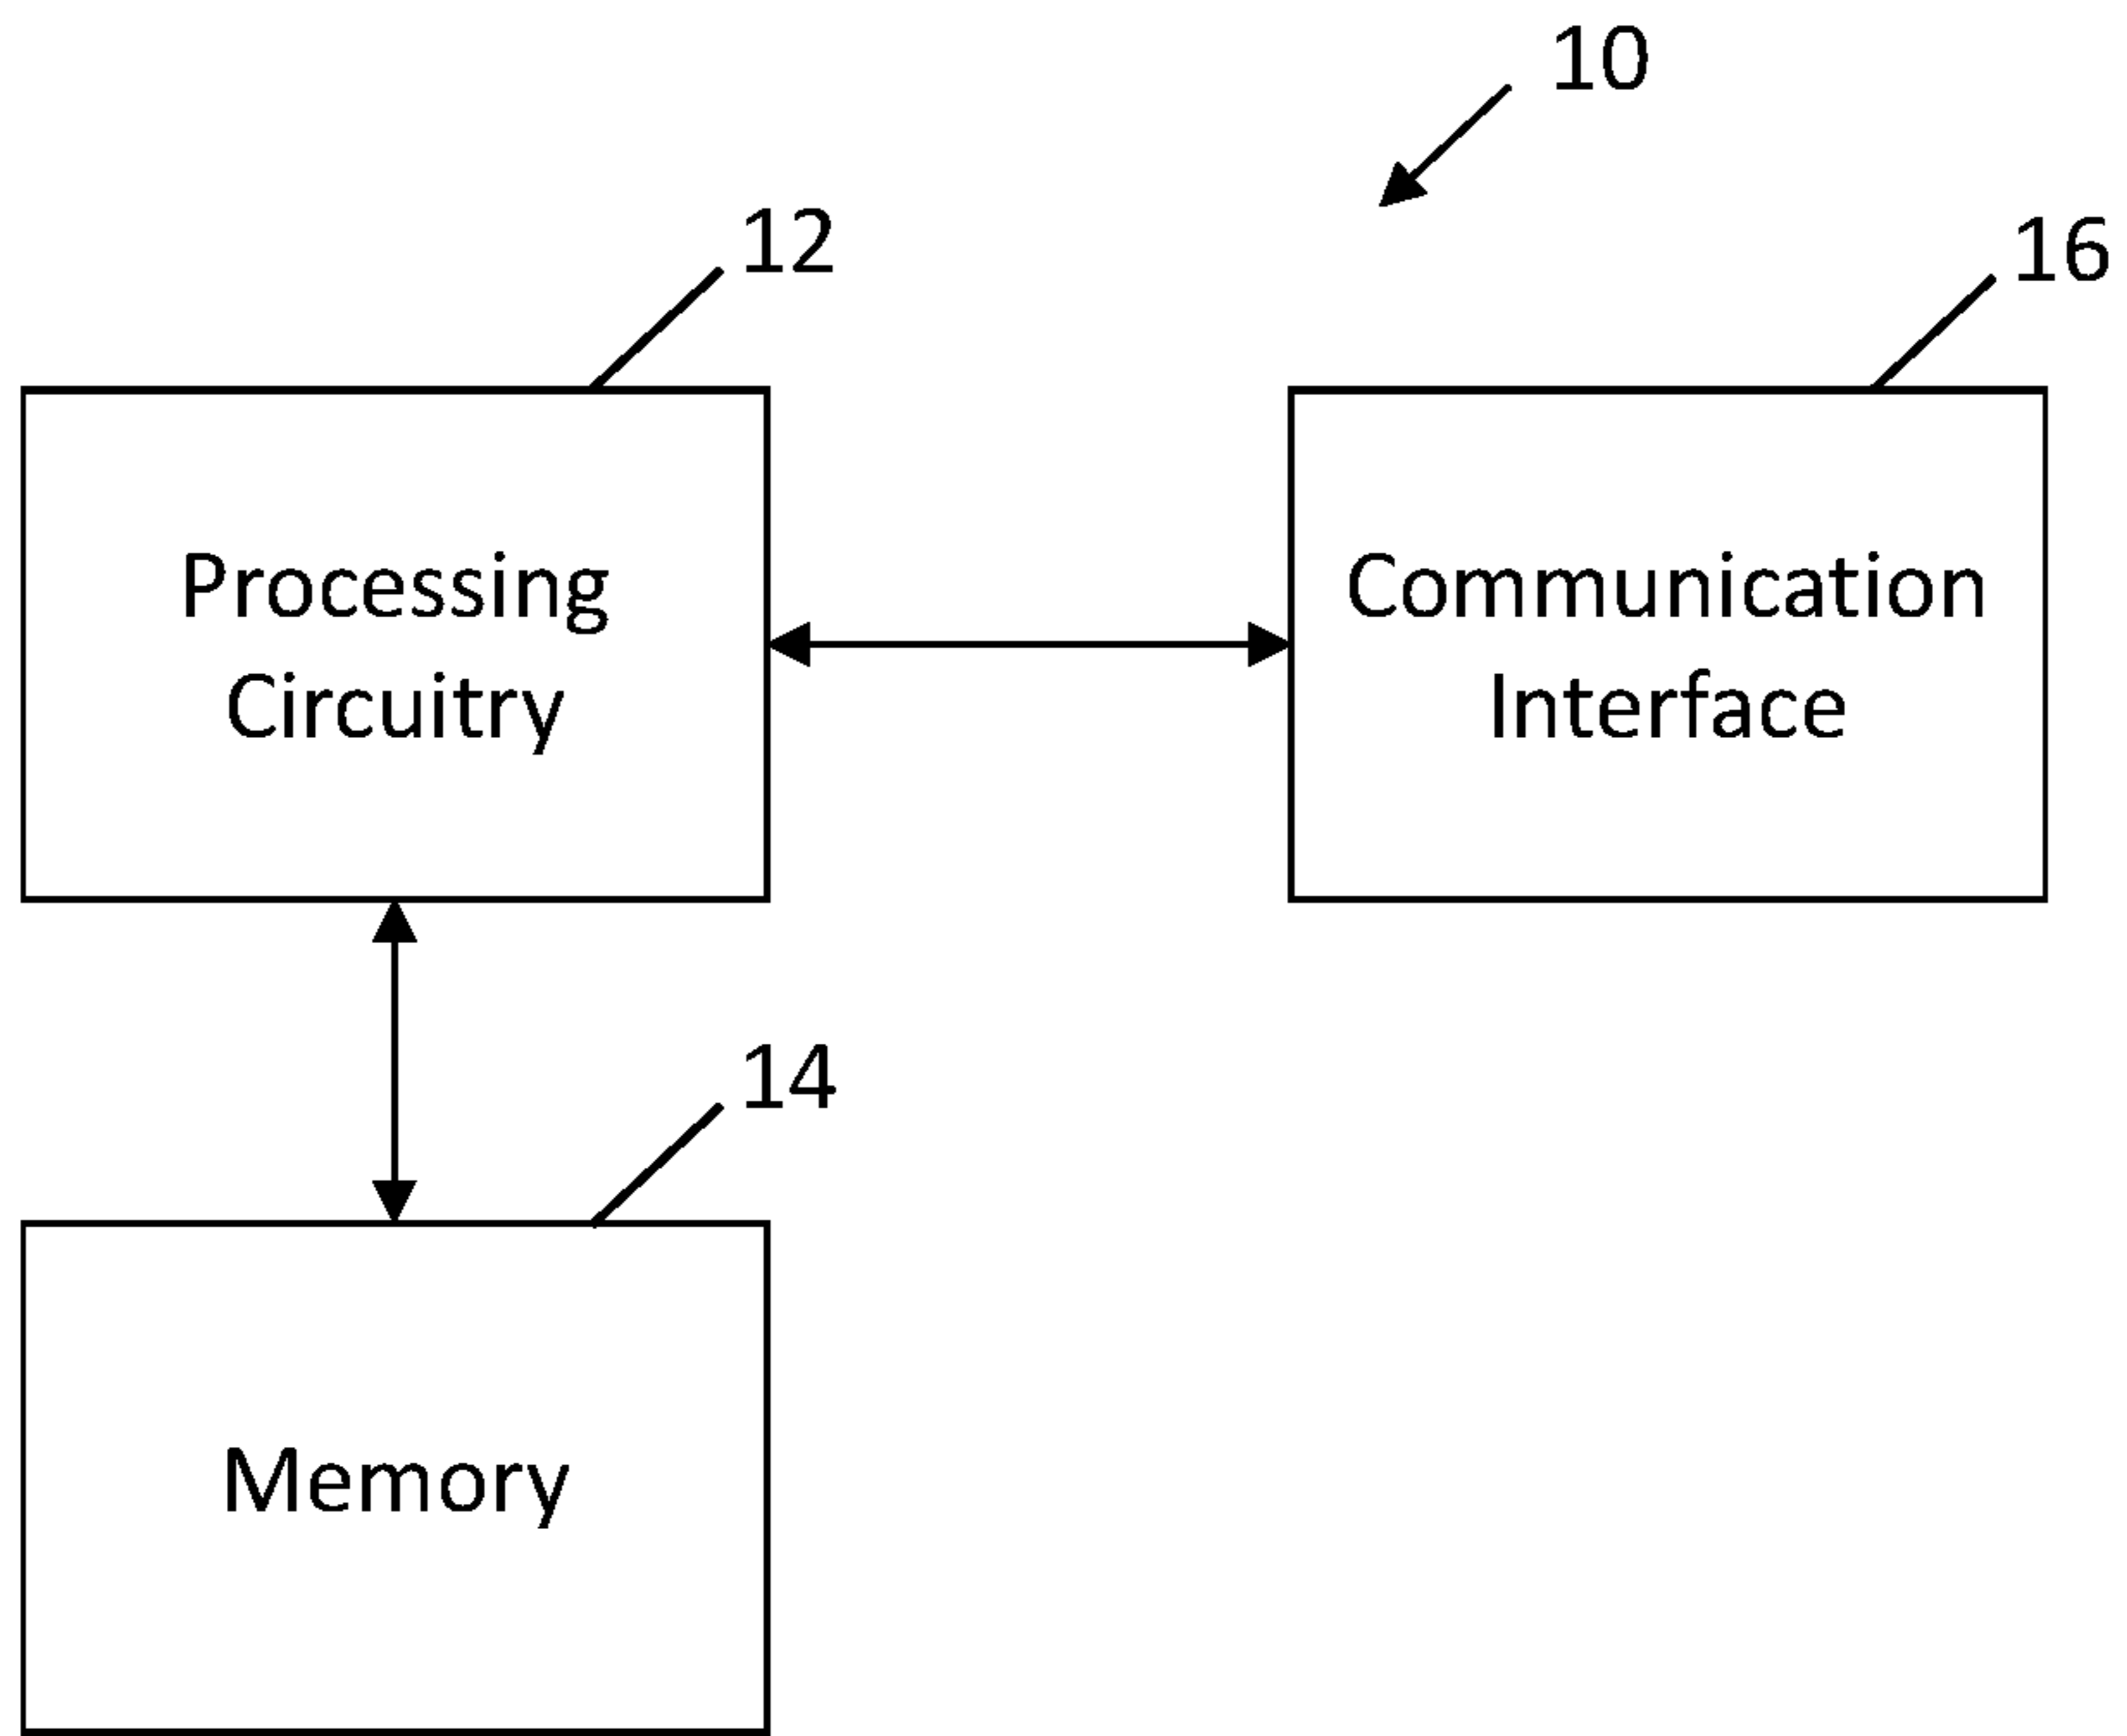 10
12
16
Processing
Circuitry
Communication
Interface
14
Memory